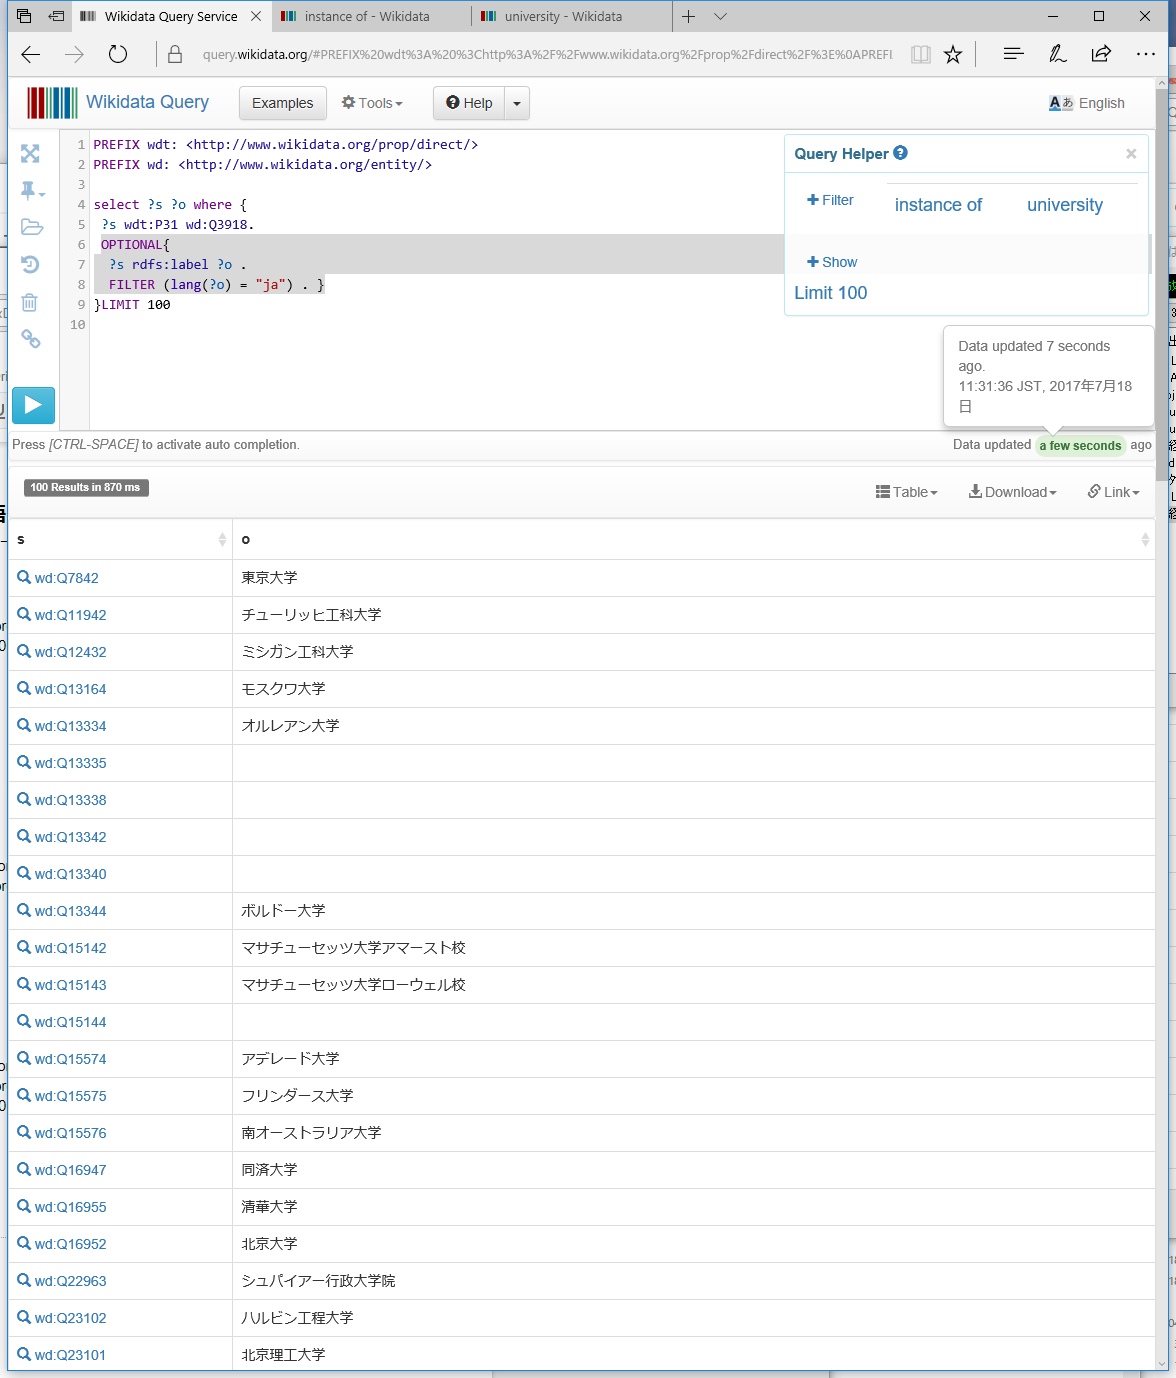 Wikidata Query Service
instance of - Wikidata
university - Wikidata
query.wikidata.org/#PREFIX%20wdt%3A%20%3Chttp%3A%2F%2Fwww.wikidata.org%2Fprop%2Fdirect%2F%3E%0APREFI
Wikidata Query
Examples
Tools
Help
English
1 PREFIX wdt: <http://www.wikidata.org/prop/direct/>
2 PREFIX wd: <http://www.wikidata.org/entity/>
3
4 select ?s ?o where {
5 ?s wdt:P31 wd:Q3918.
6 OPTIONAL{
7 ?s rdfs:label ?o .
8 FILTER (lang(?o) = "ja") . }
9 }LIMIT 100
10
Query Helper
Filter
instance of
university
Show
Limit 100
Data updated 7 seconds
ago.
11:31:36 JST, 2017年7月18
日
Press [CTRL-SPACE] to activate auto completion.
Data updated a few seconds ago
100 Results in 870 ms
Table
Download
Link
s o
wd:Q7842 東京大学
wd:Q11942 チューリッヒ工科大学
wd:Q12432 ミシガン工科大学
wd:Q13164 モスクワ大学
wd:Q13334 オルレアン大学
wd:Q13335
wd:Q13338
wd:Q13342
wd:Q13340
wd:Q13344 ボルドー大学
wd:Q15142 マサチューセッツ大学アマースト校
wd:Q15143 マサチューセッツ大学ローウェル校
wd:Q15144
wd:Q15574 アデレード大学
wd:Q15575 フリンダース大学
wd:Q15576 南オーストラリア大学
wd:Q16947 同済大学
wd:Q16955 清華大学
wd:Q16952 北京大学
wd:Q22963 シュパイアー行政大学院
wd:Q23102 ハルビン工程大学
wd:Q23101 北京理工大学